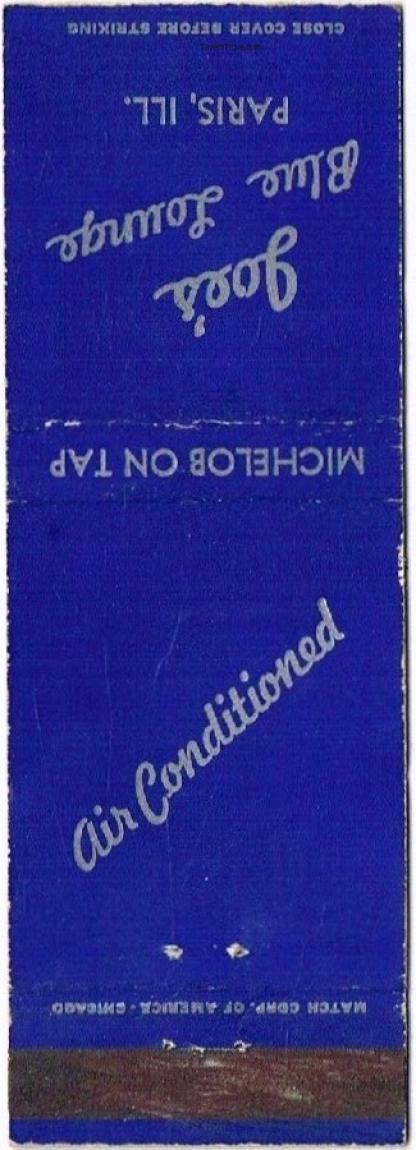 CLOSE COVER BEFORE STRIKING
PARIS, ILL.
Blue Lounge
Joe's
MICHELOB ON TAP
Air Conditioned
MATCH CORP. OF AMERICA - CHICAGO